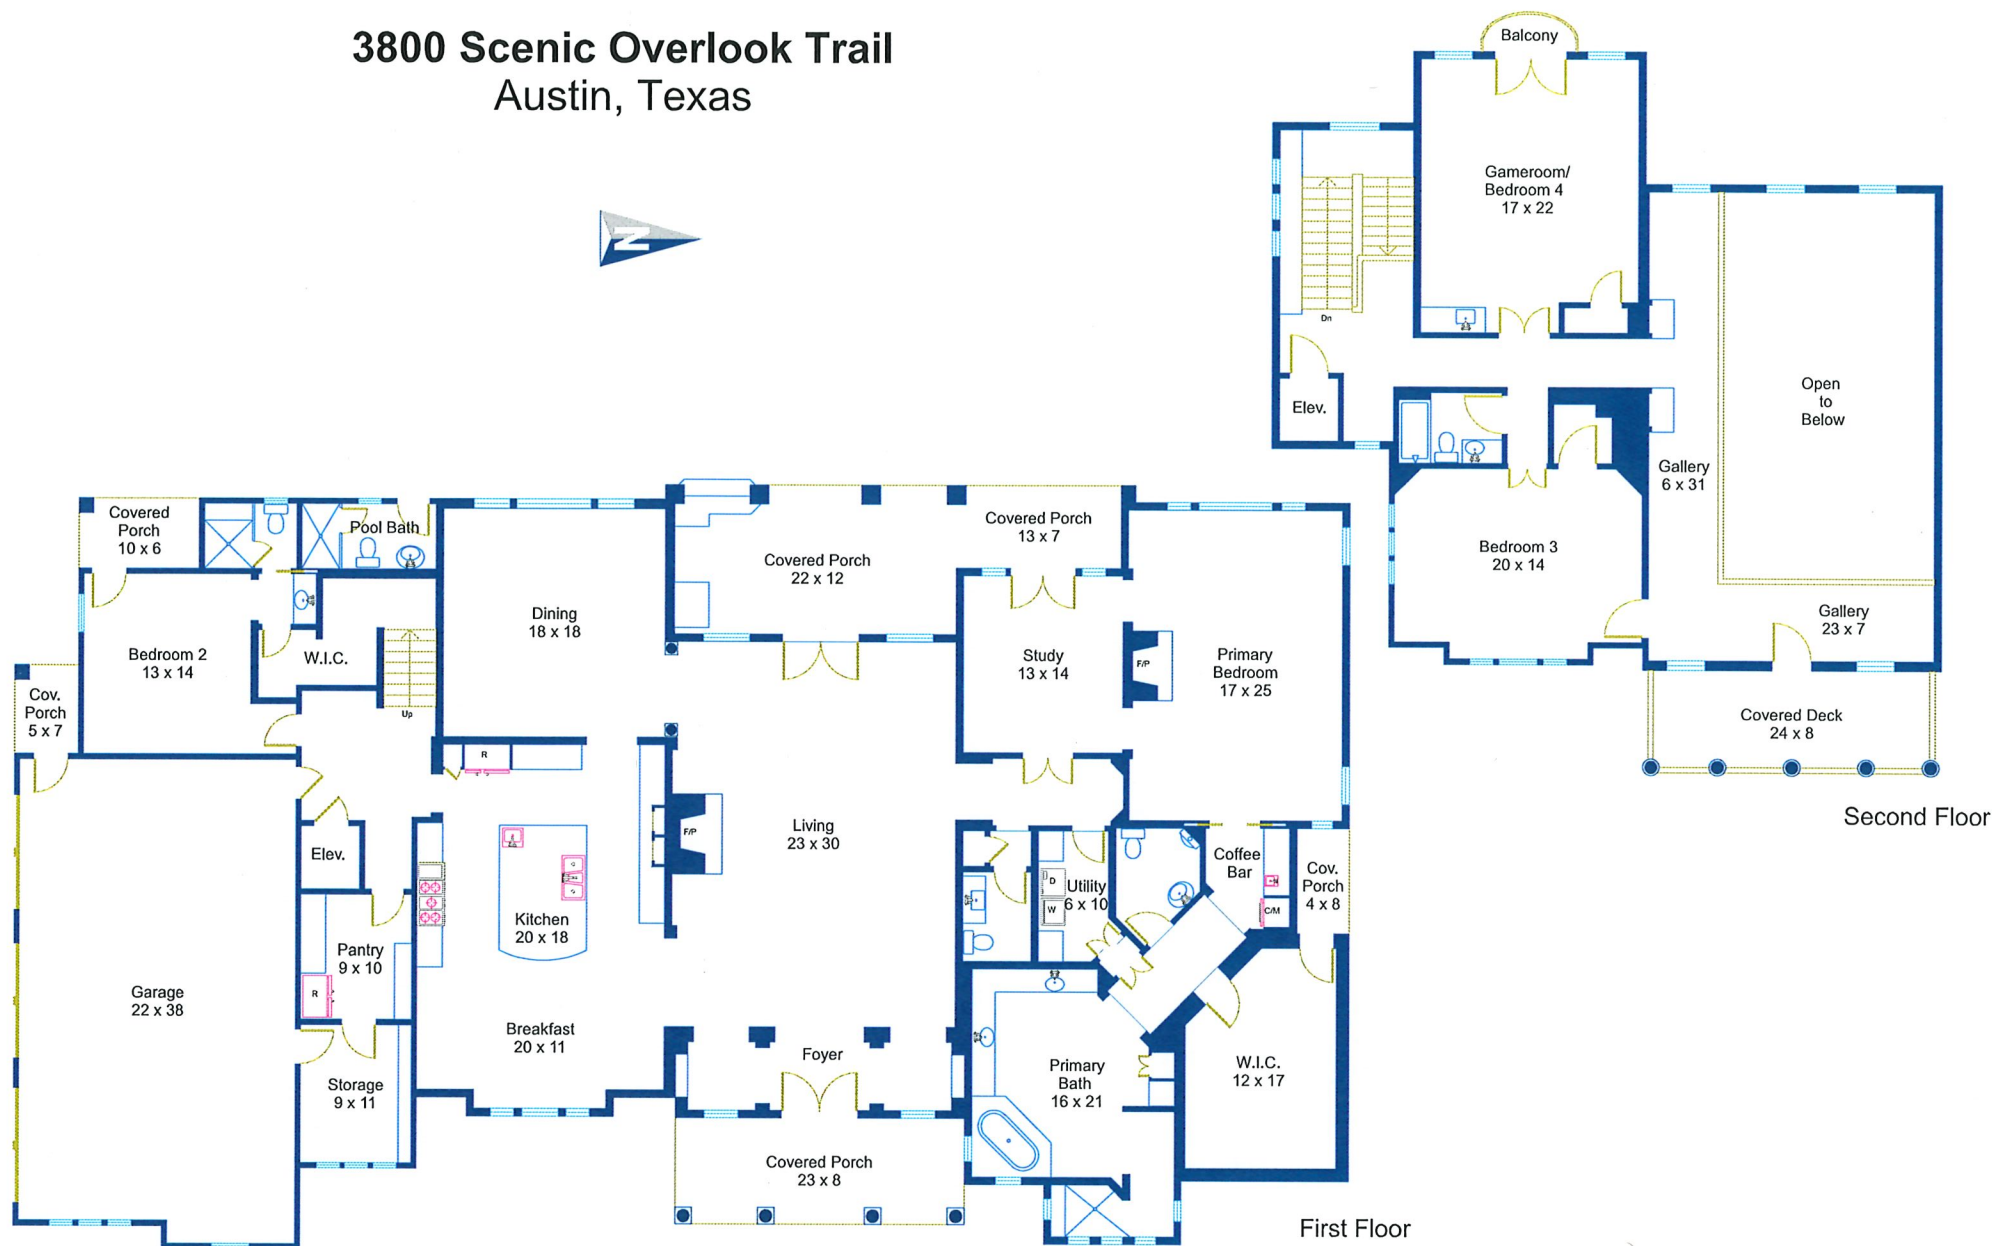 3800 Scenic Overlook Trail
Austin, Texas
N
Balcony
Gameroom/
Bedroom 4
17 x 22
Dn
Elev.
Open
to
Below
Gallery
6 x 31
Bedroom 3
20 x 14
Gallery
23 x 7
Covered Deck
24 x 8
Second Floor
Covered
Porch
10 x 6
Pool Bath
Covered Porch
22 x 12
Covered Porch
13 x 7
Dining
18 x 18
Bedroom 2
13 x 14
W.I.C.
Up
Cov.
Porch
5 x 7
Study
13 x 14
F/P
Primary
Bedroom
17 x 25
R
Living
23 x 30
F/P
Elev.
Kitchen
20 x 18
D
W
Utility
6 x 10
Coffee
Bar
C/M
Cov.
Porch
4 x 8
Pantry
9 x 10
R
Garage
22 x 38
Breakfast
20 x 11
Foyer
Storage
9 x 11
Primary
Bath
16 x 21
W.I.C.
12 x 17
Covered Porch
23 x 8
First Floor